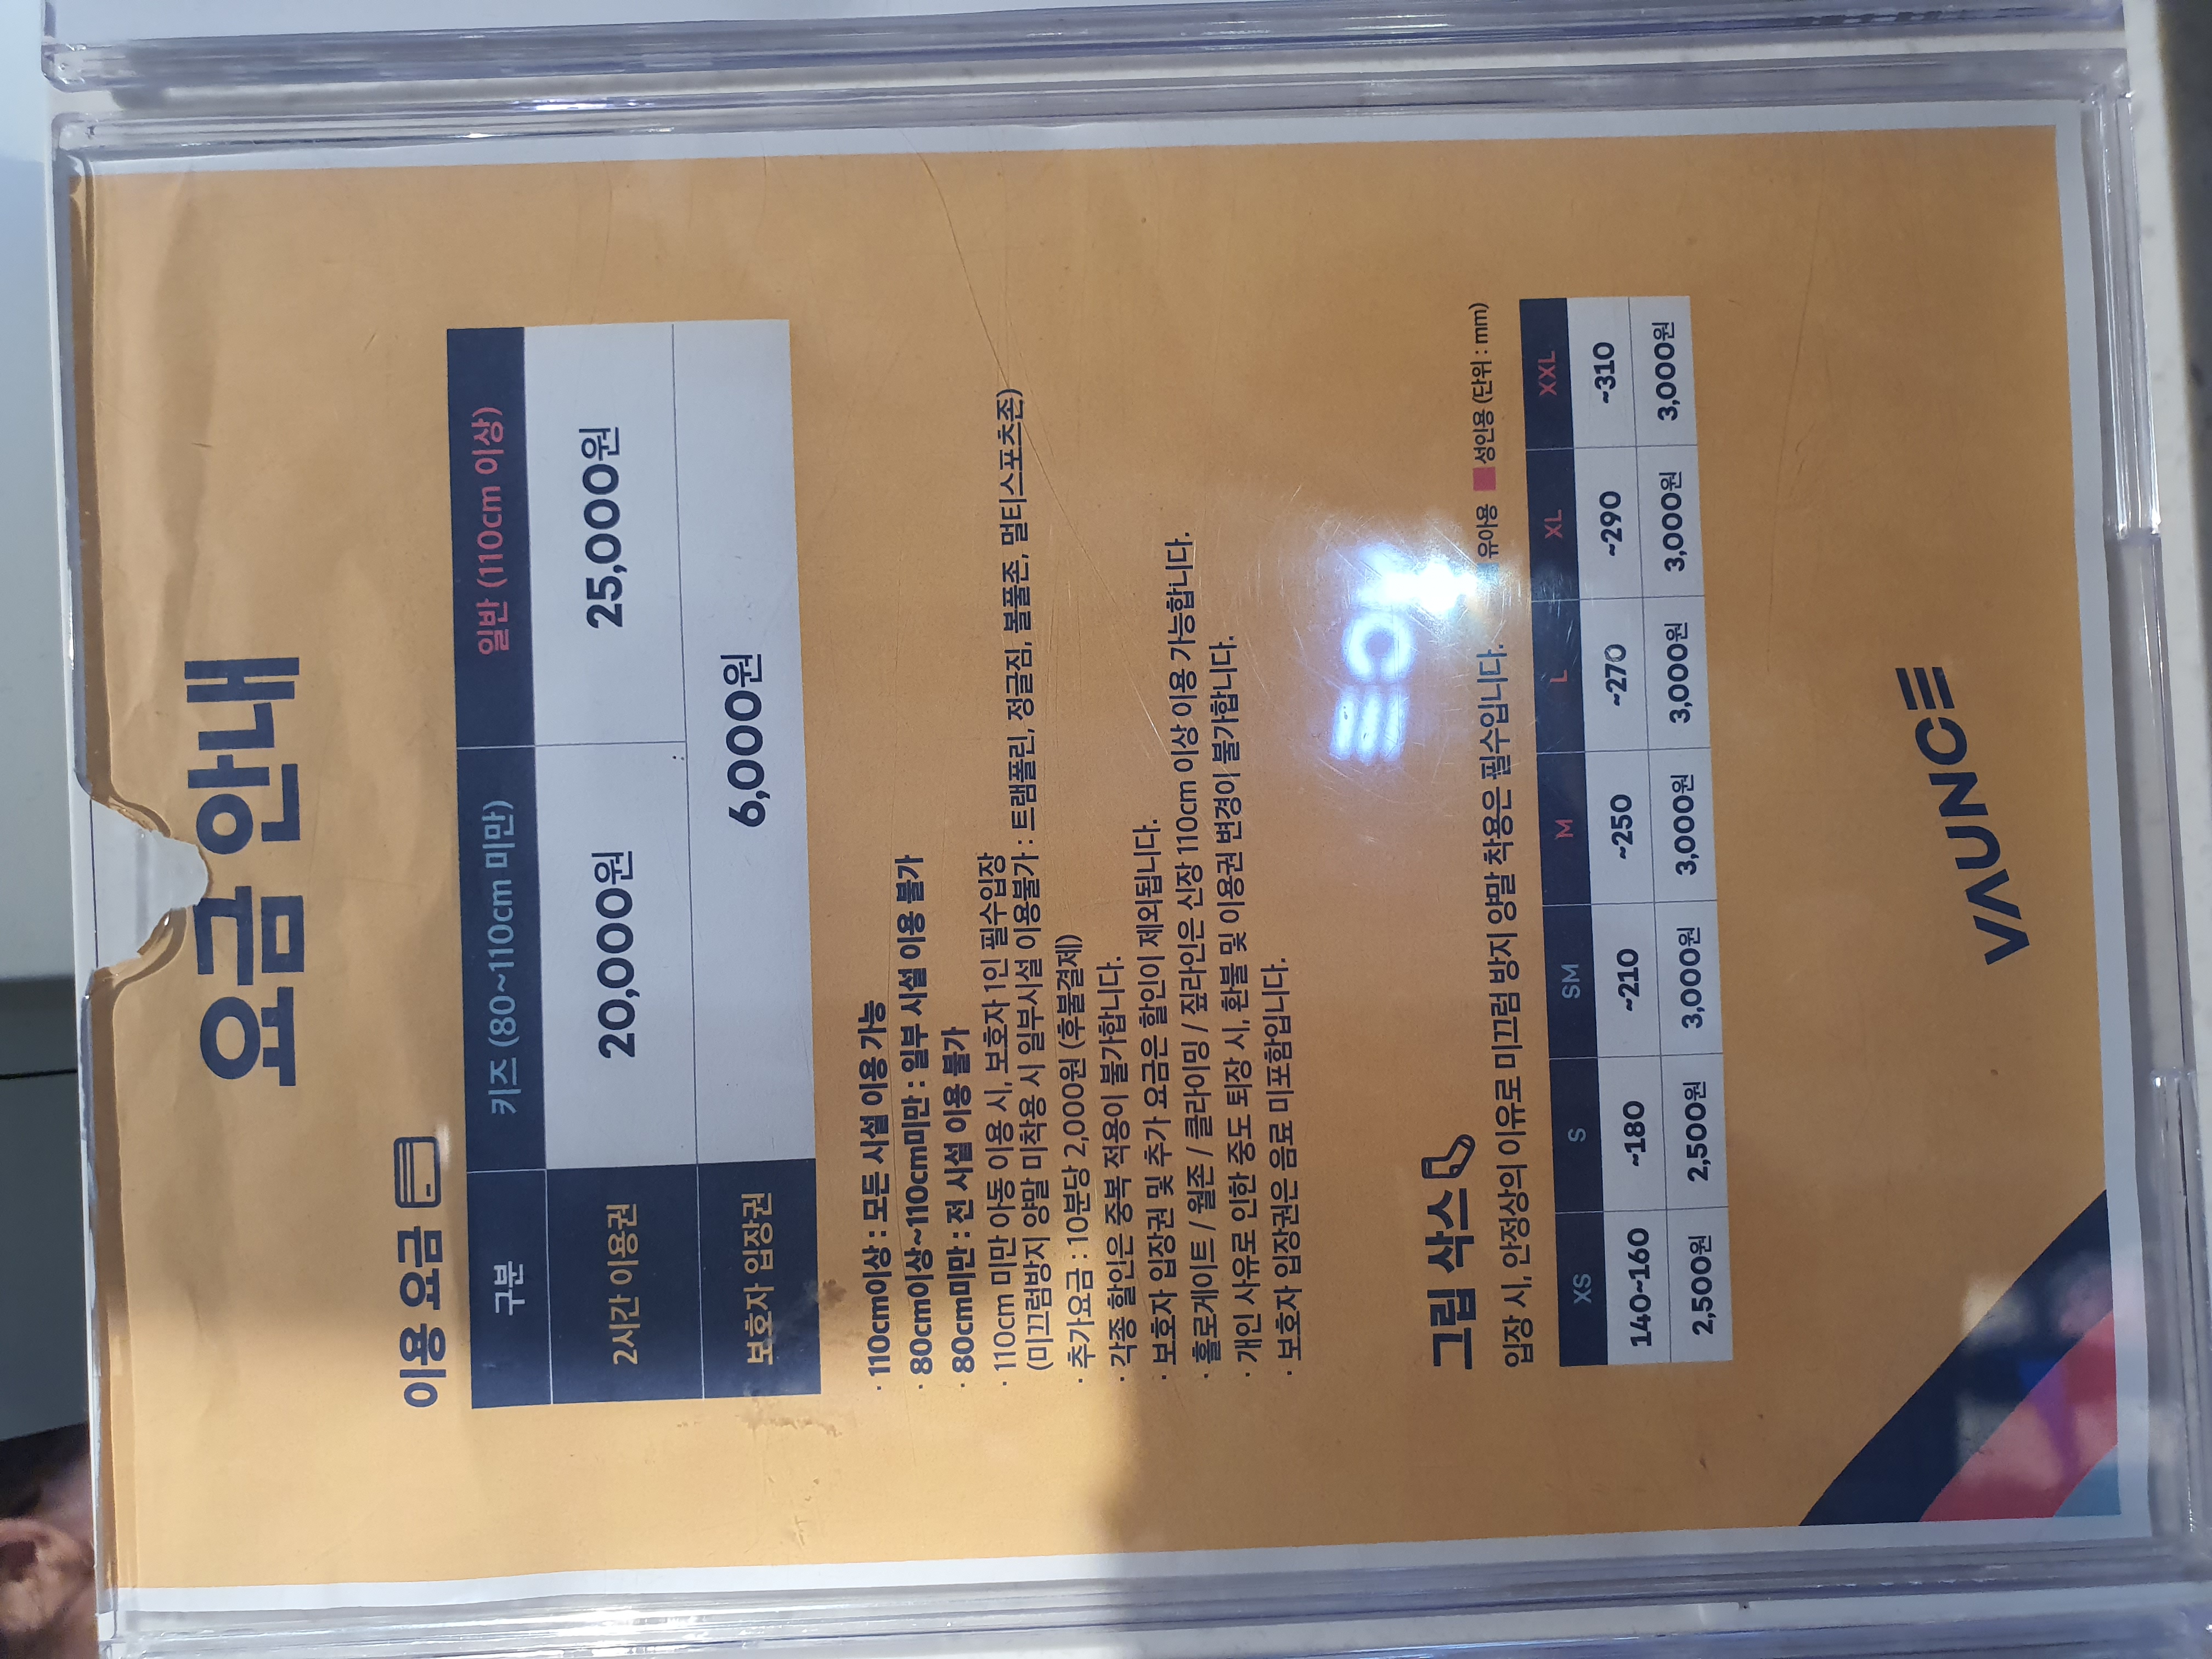 요금 안내
이용 요금
구분 키즈 (80~110cm 미만) 일반 (110cm 이상)
2시간 이용권 20,000원 25,000원
보호자 입장권 6,000원
· 110cm이상 : 모든 시설 이용 가능
· 80cm이상~110cm미만 : 일부 시설 이용 불가
· 80cm미만 : 전 시설 이용 불가
· 110cm 미만 아동 이용 시, 보호자 1인 필수입장
(미끄럼방지 양말 미착용 시 일부시설 이용불가 : 트램폴린, 정글짐, 볼풀존, 멀티스포츠존)
· 추가요금 : 10분당 2,000원 (후불결제)
· 각종 할인은 중복 적용이 불가합니다.
· 보호자 입장권 및 추가 요금은 할인이 제외됩니다.
· 홀로게이트 / 월존 / 클라이밍 / 짚라인은 신장 110cm 이상 이용 가능합니다.
· 개인 사유로 인한 중도 퇴장 시, 환불 및 이용권 변경이 불가합니다.
· 보호자 입장권은 음료 미포함입니다.
그립 삭스
입장 시, 안정상의 이유로 미끄럼 방지 양말 착용은 필수입니다. 유아용 성인용 (단위 : mm)
XS S SM M L XL XXL
140~160 ~180 ~210 ~250 ~270 ~290 ~310
2,500원 2,500원 3,000원 3,000원 3,000원 3,000원 3,000원
VAUNCE